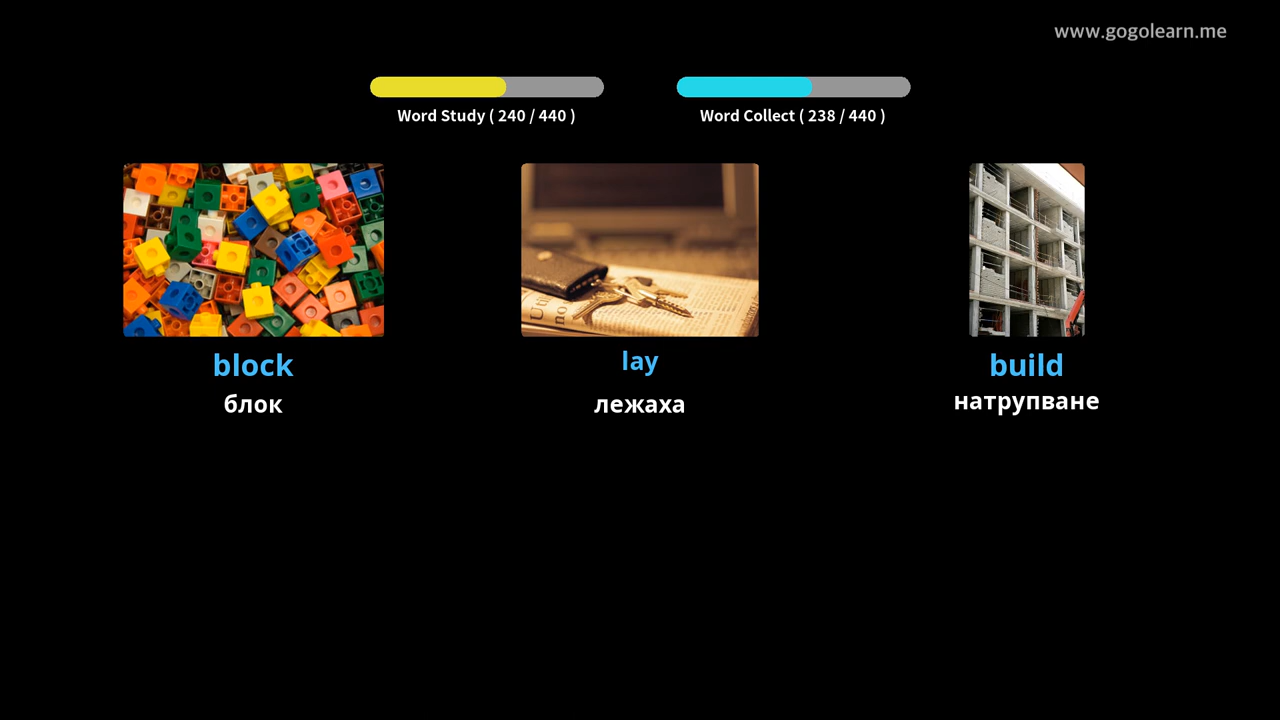 www.gogolearn.me
Word Study ( 240 / 440 )
Word Collect ( 238 / 440 )
block
lay
build
блок
лежаха
натрупване